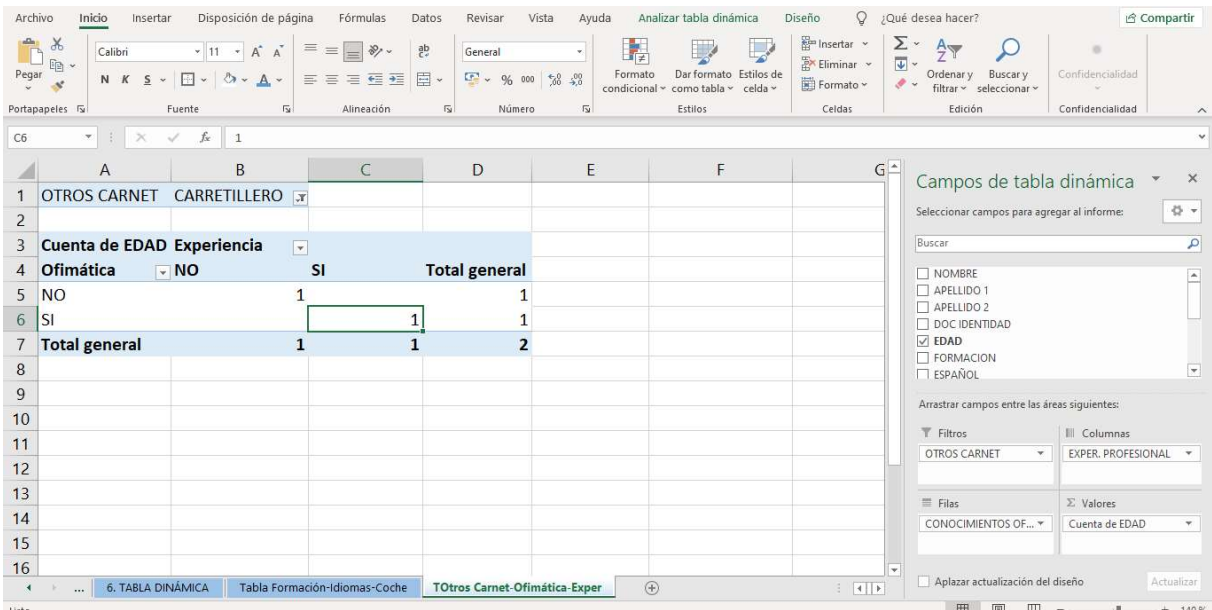 Archivo Inicio Insertar Disposición de página Fórmulas Datos Revisar Vista Ayuda Analizar tabla dinámica Diseño ¿Qué desea hacer? Compartir
Pegar
Calibri 11 A A
N K S A
ab
General
% 000
Formato condicional
Dar formato como tabla
Estilos de celda
Insertar
Eliminar
Formato
Ordenar y filtrar
Buscar y seleccionar
Confidencialidad
Portapapeles Fuente Alineación Número Estilos Celdas Edición Confidencialidad
C6 fx 1
A B C D E F G
1 OTROS CARNET CARRETILLERO
2
3 Cuenta de EDAD Experiencia
4 Ofimática NO SI Total general
5 NO 1 1
6 SI 1 1
7 Total general 1 1 2
8
9
10
11
12
13
14
15
16
Campos de tabla dinámica
Seleccionar campos para agregar al informe:
Buscar
NOMBRE
APELLIDO 1
APELLIDO 2
DOC IDENTIDAD
EDAD
FORMACION
ESPAÑOL
Arrastrar campos entre las áreas siguientes:
Filtros Columnas
OTROS CARNET EXPER. PROFESIONAL
Filas Σ Valores
CONOCIMIENTOS OF... Cuenta de EDAD
Aplazar actualización del diseño Actualizar
... 6. TABLA DINÁMICA Tabla Formación-Idiomas-Coche TOtros Carnet-Ofimática-Exper